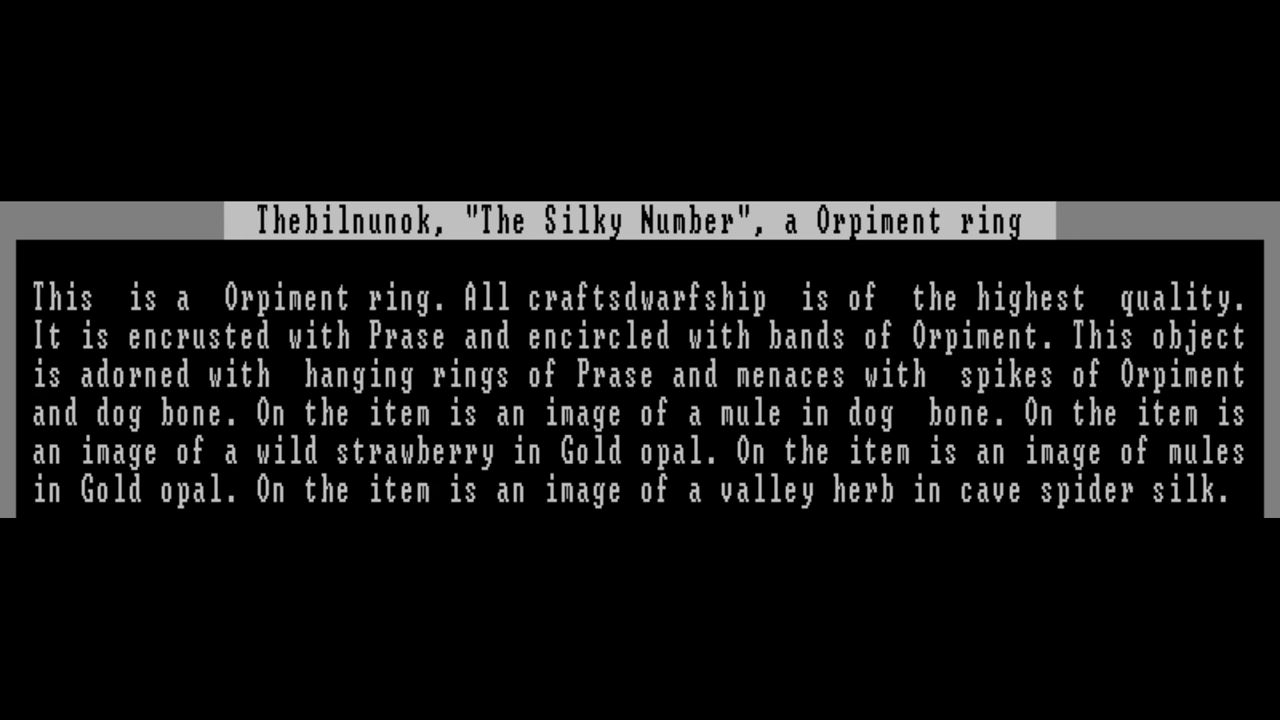 Thebilnunok, "The Silky Number", a Orpiment ring
This is a Orpiment ring. All craftsdwarfship is of the highest quality.
It is encrusted with Prase and encircled with bands of Orpiment. This object
is adorned with hanging rings of Prase and menaces with spikes of Orpiment
and dog bone. On the item is an image of a mule in dog bone. On the item is
an image of a wild strawberry in Gold opal. On the item is an image of mules
in Gold opal. On the item is an image of a valley herb in cave spider silk.